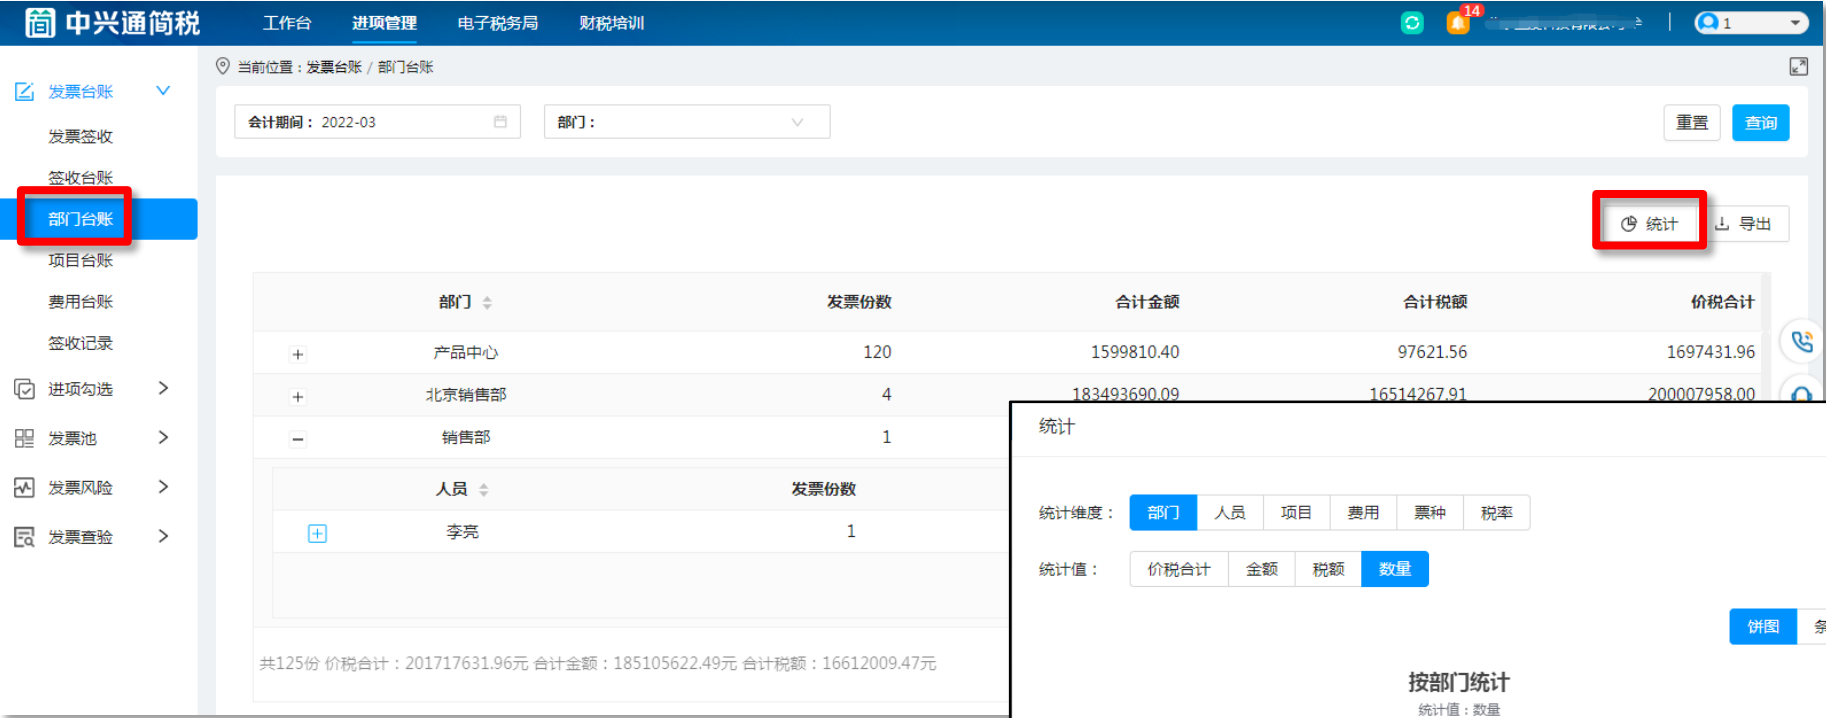 简 中兴通简税 工作台 进项管理 电子税务局 财税培训 14 1
当前位置：发票台账 / 部门台账
发票台账
发票签收
签收台账
部门台账
项目台账
费用台账
签收记录
进项勾选
发票池
发票风险
发票查验
会计期间： 2022-03 部门： 重置 查询
统计 导出
部门 发票份数 合计金额 合计税额 价税合计
产品中心 120 1599810.40 97621.56 1697431.96
北京销售部 4 183493690.09 16514267.91 200007958.00
销售部 1
人员 发票份数
李亮 1
共125份 价税合计：201717631.96元 合计金额：185105622.49元 合计税额：16612009.47元
统计
统计维度： 部门 人员 项目 费用 票种 税率
统计值： 价税合计 金额 税额 数量
饼图 条
按部门统计
统计值：数量